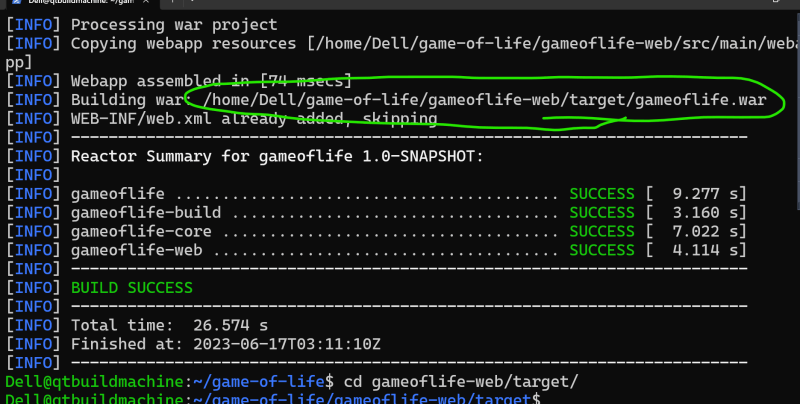 Dell@qtbuildmachine: ~/gam
[INFO] Processing war project
[INFO] Copying webapp resources [/home/Dell/game-of-life/gameoflife-web/src/main/weba
pp]
[INFO] Webapp assembled in [74 msecs]
[INFO] Building war: /home/Dell/game-of-life/gameoflife-web/target/gameoflife.war
[INFO] WEB-INF/web.xml already added, skipping
[INFO] ------------------------------------------------------------------------
[INFO] Reactor Summary for gameoflife 1.0-SNAPSHOT:
[INFO]
[INFO] gameoflife ......................................... SUCCESS [  9.277 s]
[INFO] gameoflife-build ................................... SUCCESS [  3.160 s]
[INFO] gameoflife-core .................................... SUCCESS [  7.022 s]
[INFO] gameoflife-web ..................................... SUCCESS [  4.114 s]
[INFO] ------------------------------------------------------------------------
[INFO] BUILD SUCCESS
[INFO] ------------------------------------------------------------------------
[INFO] Total time:  26.574 s
[INFO] Finished at: 2023-06-17T03:11:10Z
[INFO] ------------------------------------------------------------------------
Dell@qtbuildmachine:~/game-of-life$ cd gameoflife-web/target/
Dell@qtbuildmachine:~/game-of-life/gameoflife-web/target$